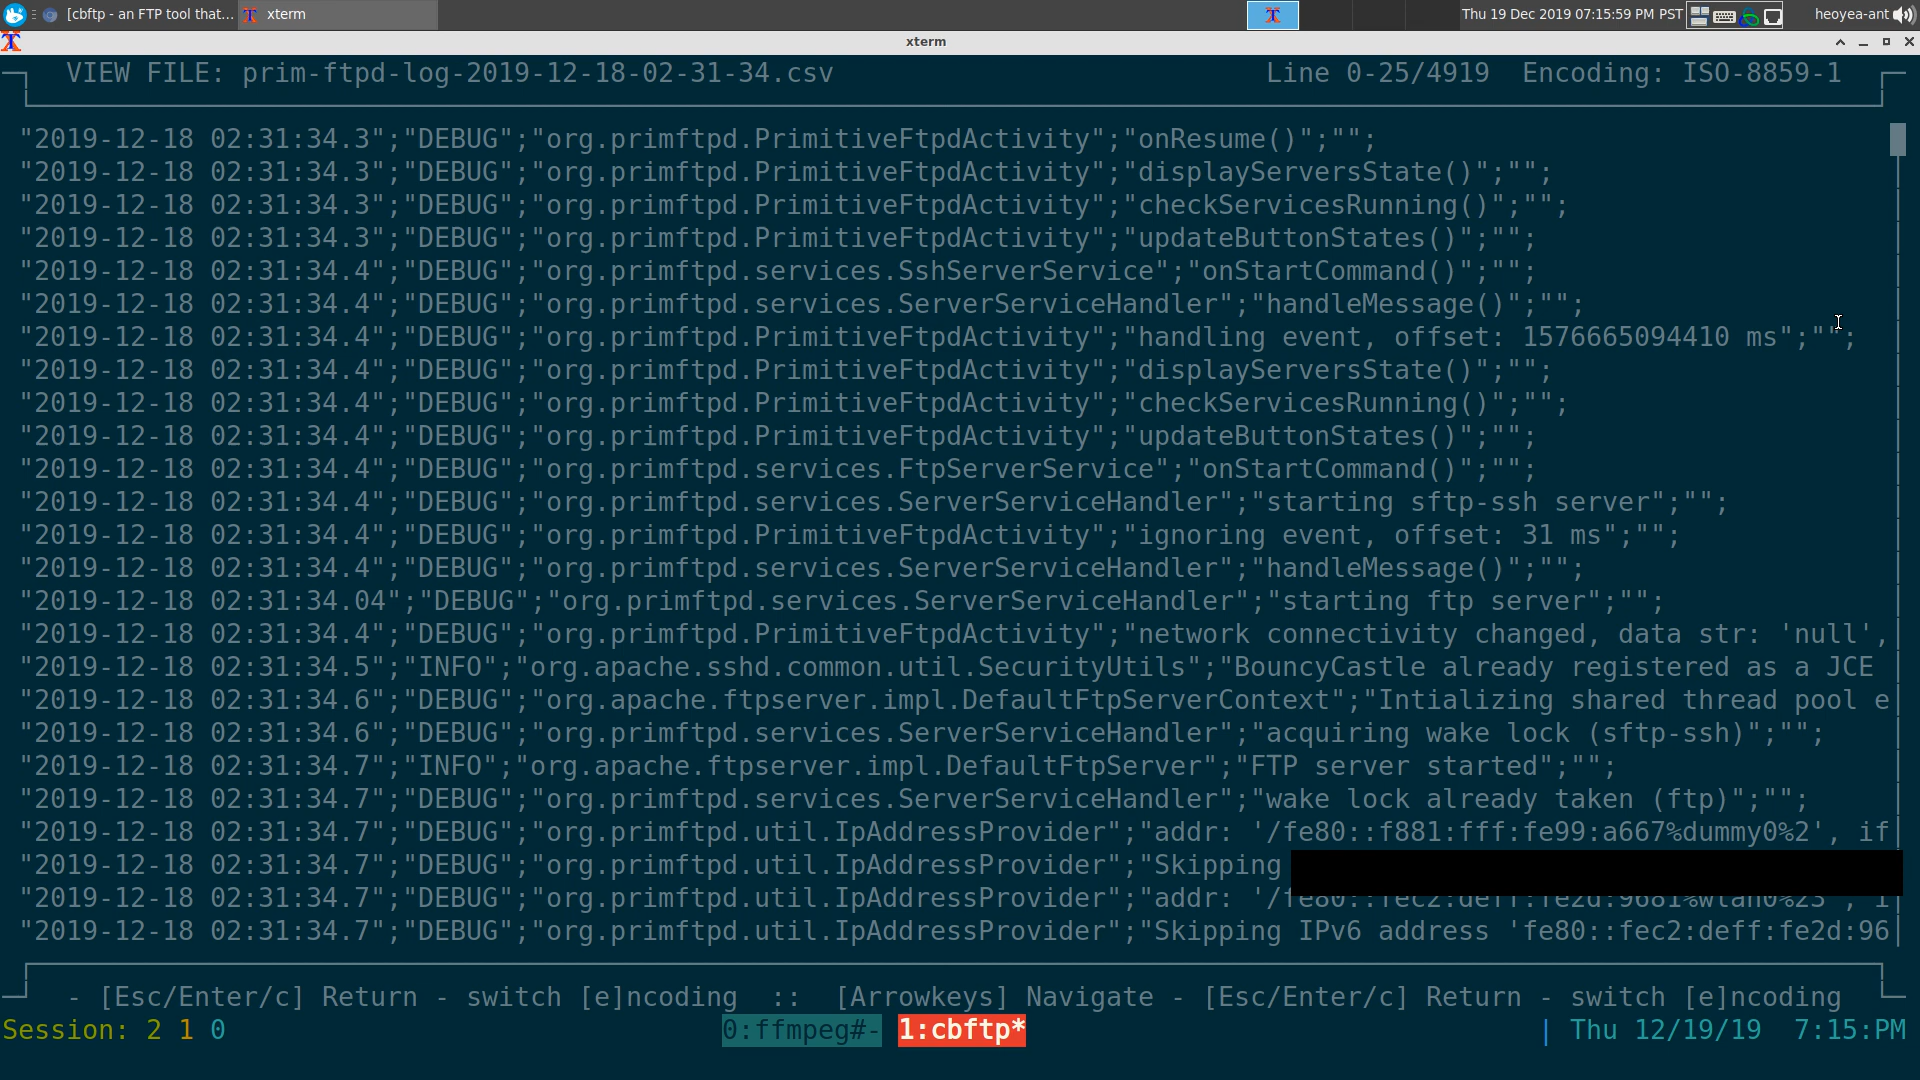 [cbftp - an FTP tool that... xterm Thu 19 Dec 2019 07:15:59 PM PST heoyea-ant
xterm
VIEW FILE: prim-ftpd-log-2019-12-18-02-31-34.csv Line 0-25/4919 Encoding: ISO-8859-1
"2019-12-18 02:31:34.3";"DEBUG";"org.primftpd.PrimitiveFtpdActivity";"onResume()";"";
"2019-12-18 02:31:34.3";"DEBUG";"org.primftpd.PrimitiveFtpdActivity";"displayServersState()";"";
"2019-12-18 02:31:34.3";"DEBUG";"org.primftpd.PrimitiveFtpdActivity";"checkServicesRunning()";"";
"2019-12-18 02:31:34.3";"DEBUG";"org.primftpd.PrimitiveFtpdActivity";"updateButtonStates()";"";
"2019-12-18 02:31:34.4";"DEBUG";"org.primftpd.services.SshServerService";"onStartCommand()";"";
"2019-12-18 02:31:34.4";"DEBUG";"org.primftpd.services.ServerServiceHandler";"handleMessage()";"";
"2019-12-18 02:31:34.4";"DEBUG";"org.primftpd.PrimitiveFtpdActivity";"handling event, offset: 1576665094410 ms";"";
"2019-12-18 02:31:34.4";"DEBUG";"org.primftpd.PrimitiveFtpdActivity";"displayServersState()";"";
"2019-12-18 02:31:34.4";"DEBUG";"org.primftpd.PrimitiveFtpdActivity";"checkServicesRunning()";"";
"2019-12-18 02:31:34.4";"DEBUG";"org.primftpd.PrimitiveFtpdActivity";"updateButtonStates()";"";
"2019-12-18 02:31:34.4";"DEBUG";"org.primftpd.services.FtpServerService";"onStartCommand()";"";
"2019-12-18 02:31:34.4";"DEBUG";"org.primftpd.services.ServerServiceHandler";"starting sftp-ssh server";"";
"2019-12-18 02:31:34.4";"DEBUG";"org.primftpd.PrimitiveFtpdActivity";"ignoring event, offset: 31 ms";"";
"2019-12-18 02:31:34.4";"DEBUG";"org.primftpd.services.ServerServiceHandler";"handleMessage()";"";
"2019-12-18 02:31:34.04";"DEBUG";"org.primftpd.services.ServerServiceHandler";"starting ftp server";"";
"2019-12-18 02:31:34.4";"DEBUG";"org.primftpd.PrimitiveFtpdActivity";"network connectivity changed, data str: 'null',
"2019-12-18 02:31:34.5";"INFO";"org.apache.sshd.common.util.SecurityUtils";"BouncyCastle already registered as a JCE
"2019-12-18 02:31:34.6";"DEBUG";"org.apache.ftpserver.impl.DefaultFtpServerContext";"Intializing shared thread pool e
"2019-12-18 02:31:34.6";"DEBUG";"org.primftpd.services.ServerServiceHandler";"acquiring wake lock (sftp-ssh)";"";
"2019-12-18 02:31:34.7";"INFO";"org.apache.ftpserver.impl.DefaultFtpServer";"FTP server started";"";
"2019-12-18 02:31:34.7";"DEBUG";"org.primftpd.services.ServerServiceHandler";"wake lock already taken (ftp)";"";
"2019-12-18 02:31:34.7";"DEBUG";"org.primftpd.util.IpAddressProvider";"addr: '/fe80::f881:fff:fe99:a667%dummy0%2', if
"2019-12-18 02:31:34.7";"DEBUG";"org.primftpd.util.IpAddressProvider";"Skipping
"2019-12-18 02:31:34.7";"DEBUG";"org.primftpd.util.IpAddressProvider";"addr:
"2019-12-18 02:31:34.7";"DEBUG";"org.primftpd.util.IpAddressProvider";"Skipping IPv6 address 'fe80::fec2:deff:fe2d:96
- [Esc/Enter/c] Return - switch [e]ncoding :: [Arrowkeys] Navigate - [Esc/Enter/c] Return - switch [e]ncoding
Session: 2 1 0 0:ffmpeg#- 1:cbftp* | Thu 12/19/19 7:15:PM